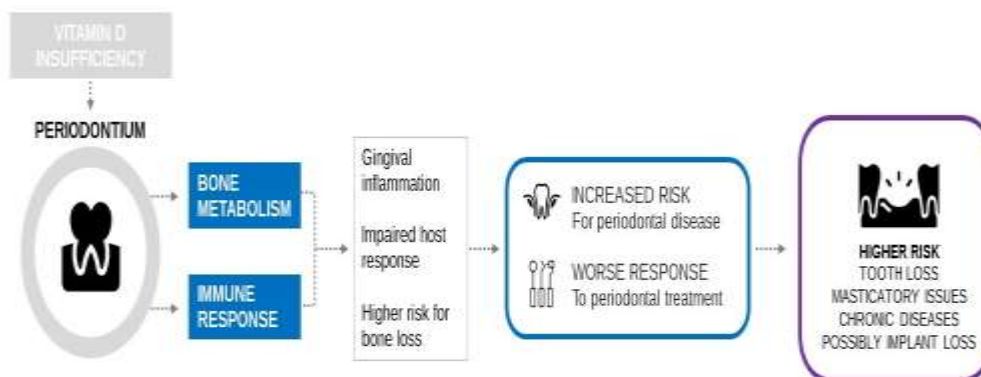 VITAMIN D
INSUFFICIENCY
PERIODONTIUM
BONE
METABOLISM
IMMUNE
RESPONSE
Gingival
inflammation
Impaired host
response
Higher risk for
bone loss
INCREASED RISK
For periodontal disease
WORSE RESPONSE
To periodontal treatment
HIGHER RISK
TOOTH LOSS
MASTICATORY ISSUES
CHRONIC DISEASES
POSSIBLY IMPLANT LOSS